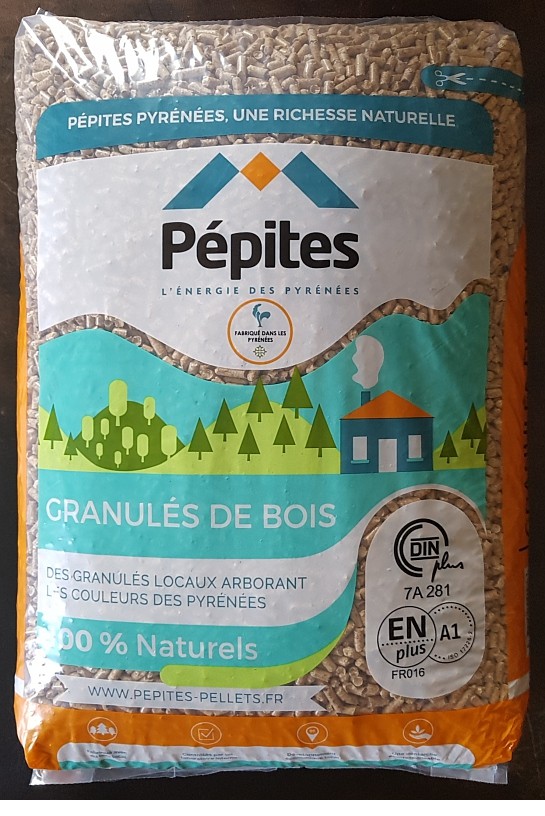 PÉPITES PYRÉNÉES, UNE RICHESSE NATURELLE
Pépites
L'ÉNERGIE DES PYRÉNÉES
FABRIQUÉ DANS LES
PYRÉNÉES
GRANULÉS DE BOIS
DES GRANULÉS LOCAUX ARBORANT
LES COULEURS DES PYRÉNÉES
00 % Naturels
WWW.PEPITES-PELLETS.FR
DIN
plus
7A 281
EN
plus
A1
FR016